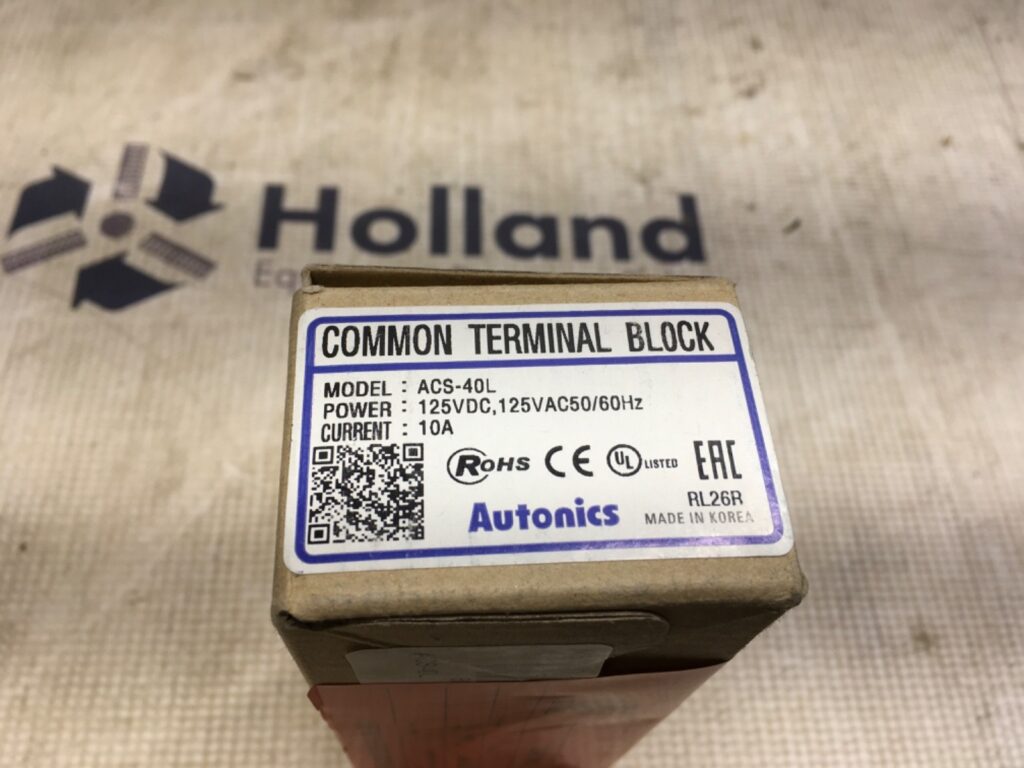 Holland
COMMON TERMINAL BLOCK
MODEL : ACS-40L
POWER : 125VDC,125VAC50/60Hz
CURRENT : 10A
RoHS CE UL LISTED EAC
Autonics
RL26R
MADE IN KOREA